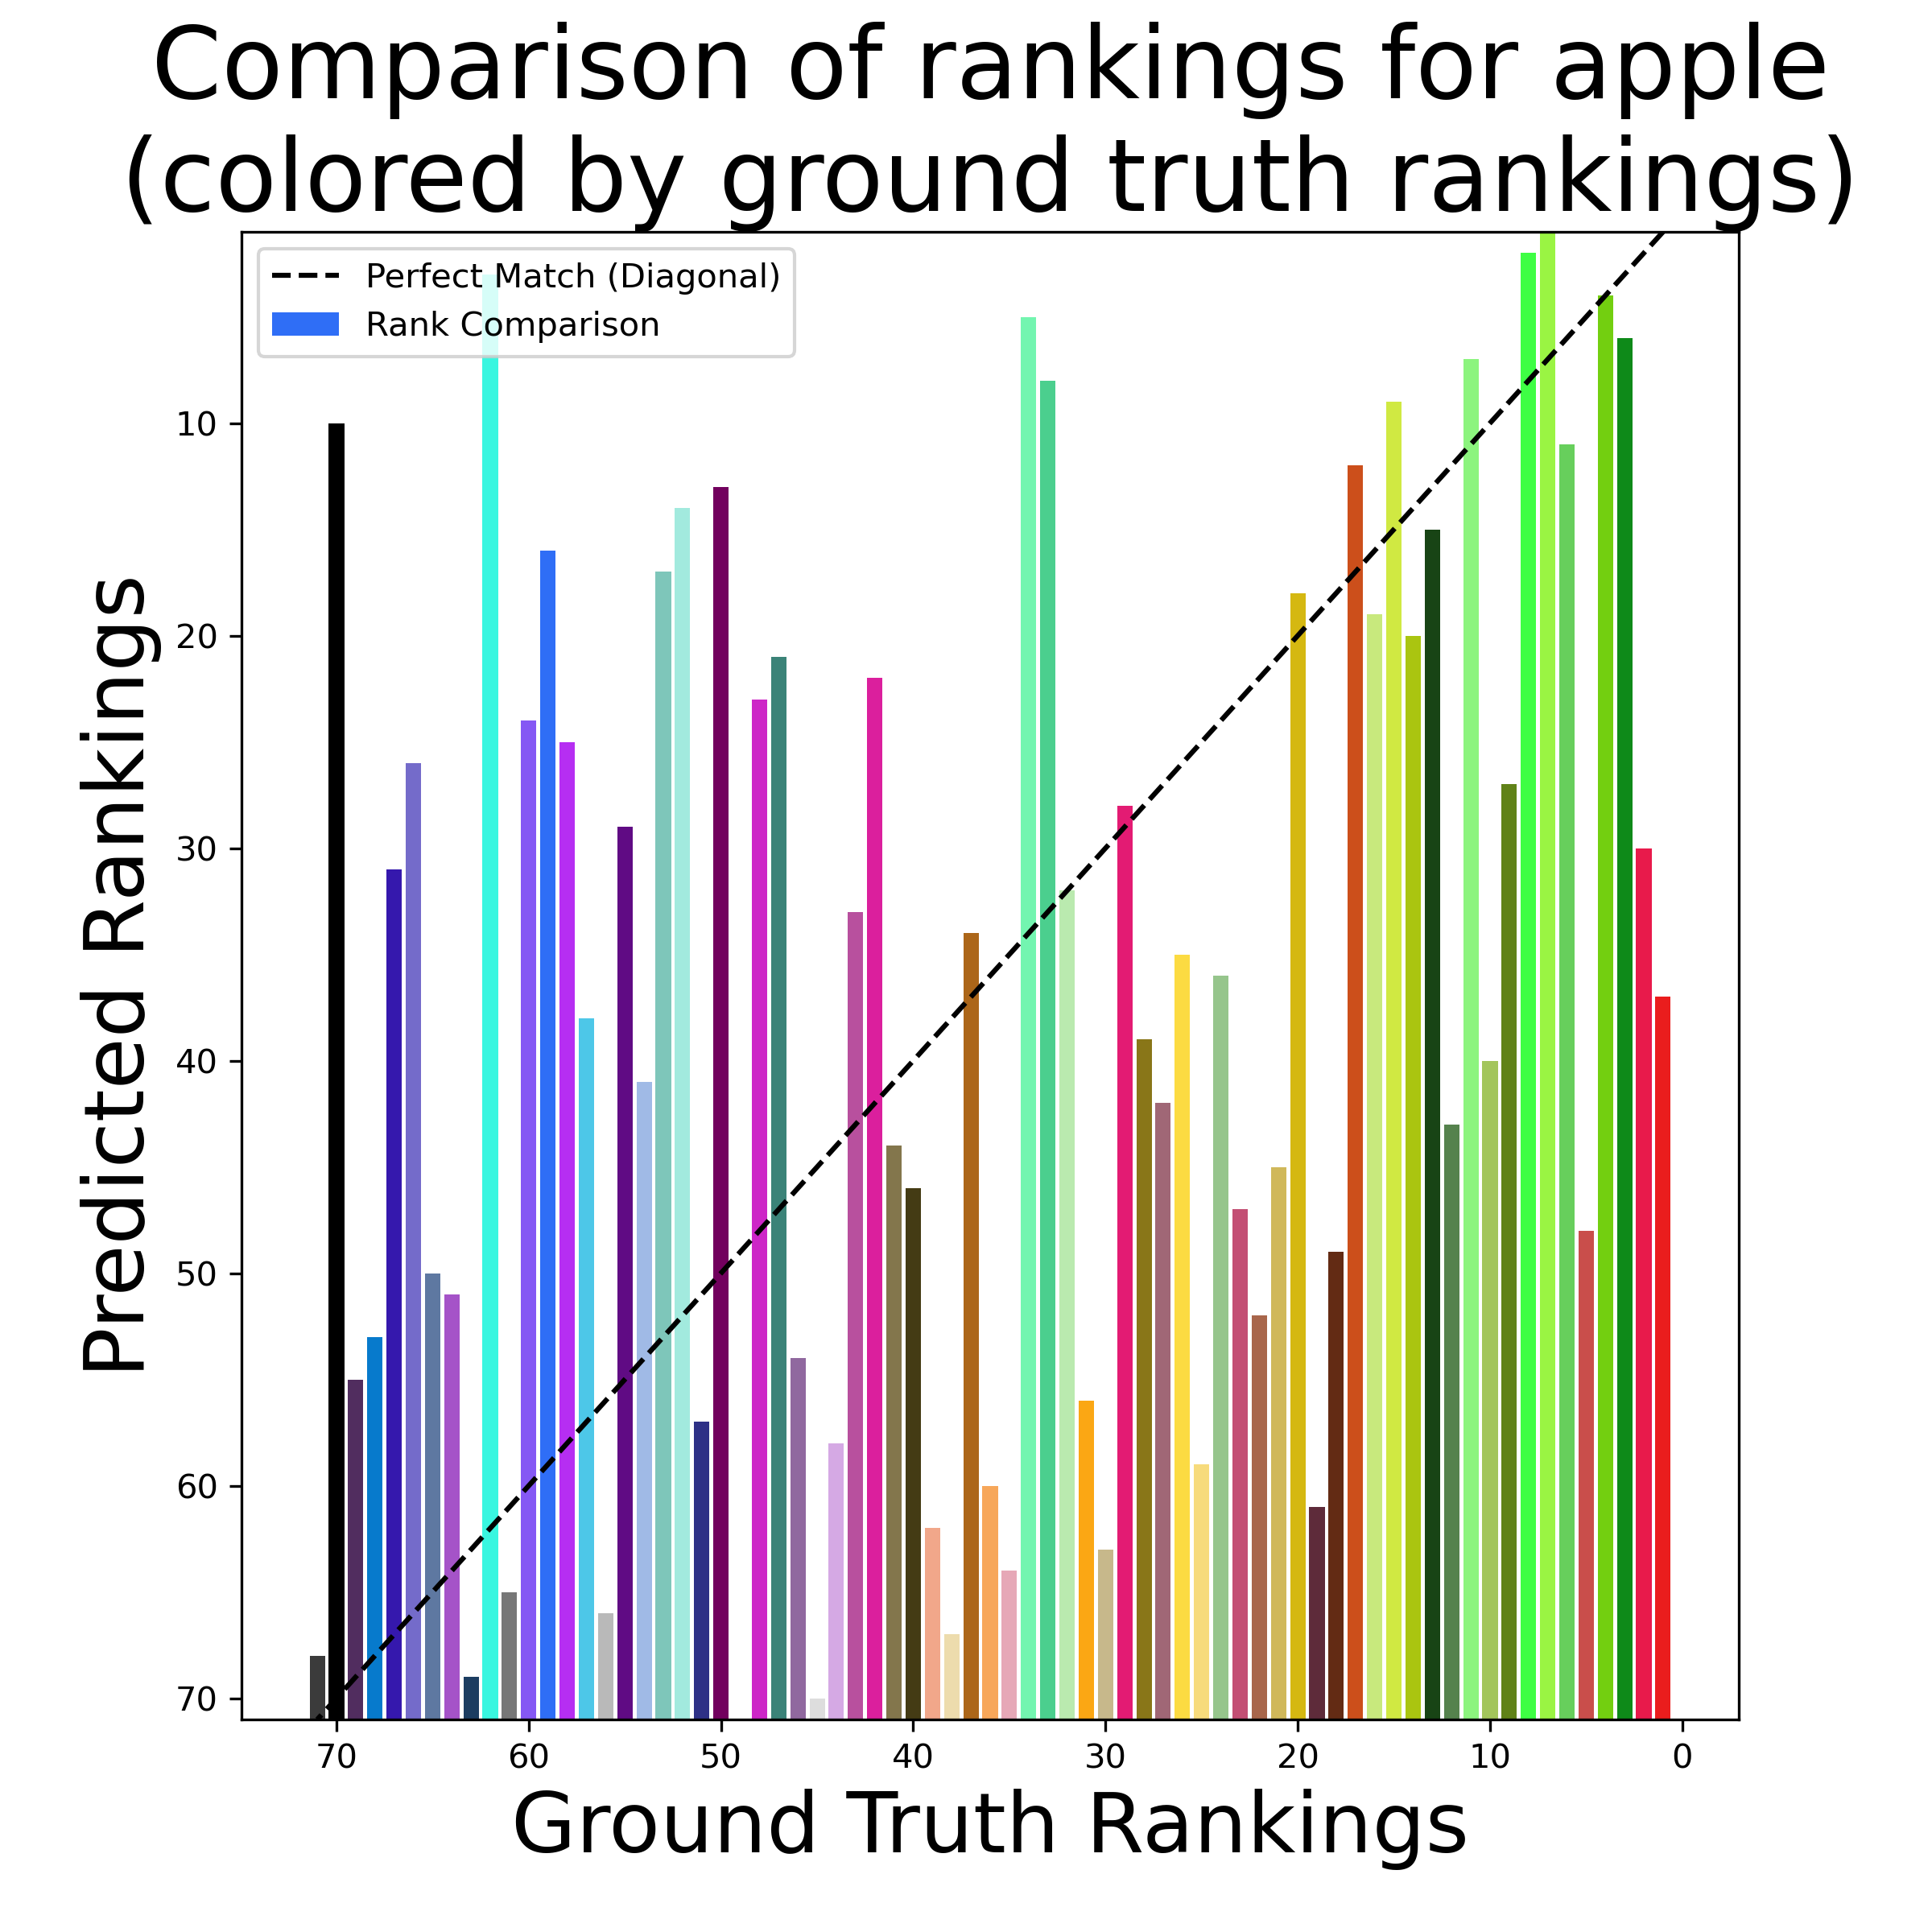 Comparison of rankings for apple
(colored by ground truth rankings)
Perfect Match (Diagonal)
Rank Comparison
10
20
30
40
50
60
70
Predicted Rankings
70 60 50 40 30 20 10 0
Ground Truth Rankings